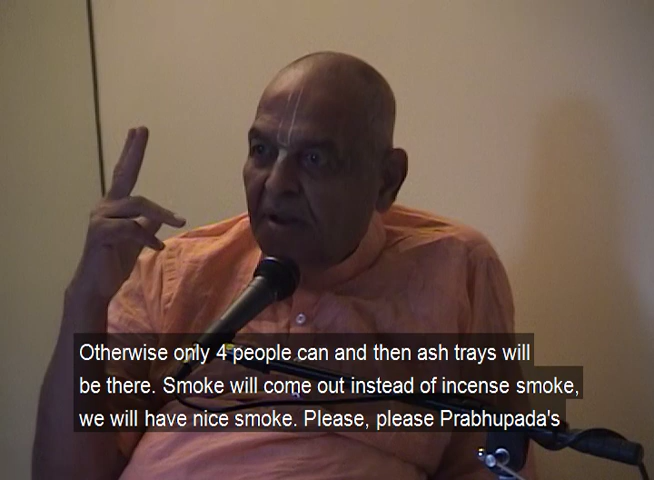 Otherwise only 4 people can and then ash trays will
be there. Smoke will come out instead of incense smoke,
we will have nice smoke. Please, please Prabhupada's